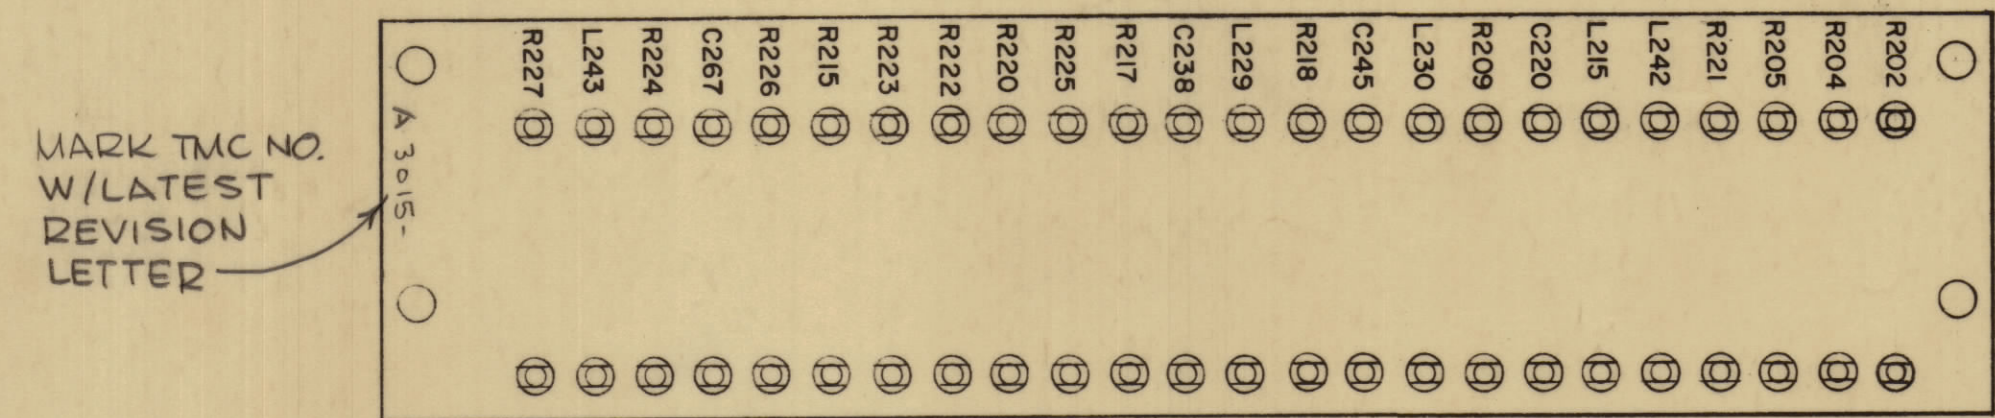 MARK TMC NO.
W/LATEST
REVISION
LETTER
A 3015-
R227
L243
R224
C267
R226
R215
R223
R222
R220
R225
R217
C238
L229
R218
C245
L230
R209
C220
L215
L242
R221
R205
R204
R202